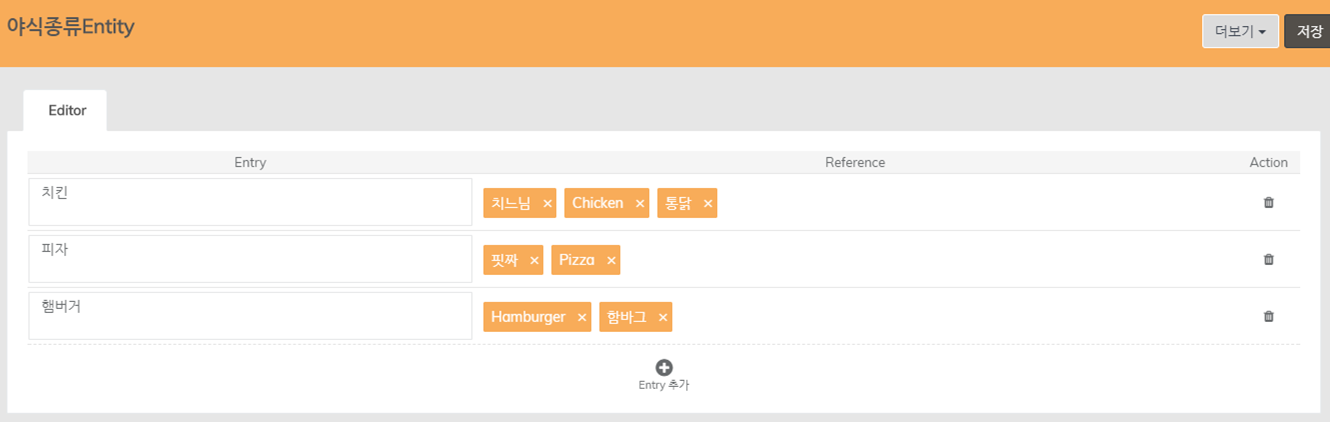 야식종류Entity
더보기
저장
Editor
Entry Reference Action
치킨 치느님 × Chicken × 통닭 ×
피자 핏짜 × Pizza ×
햄버거 Hamburger × 함바그 ×
Entry 추가